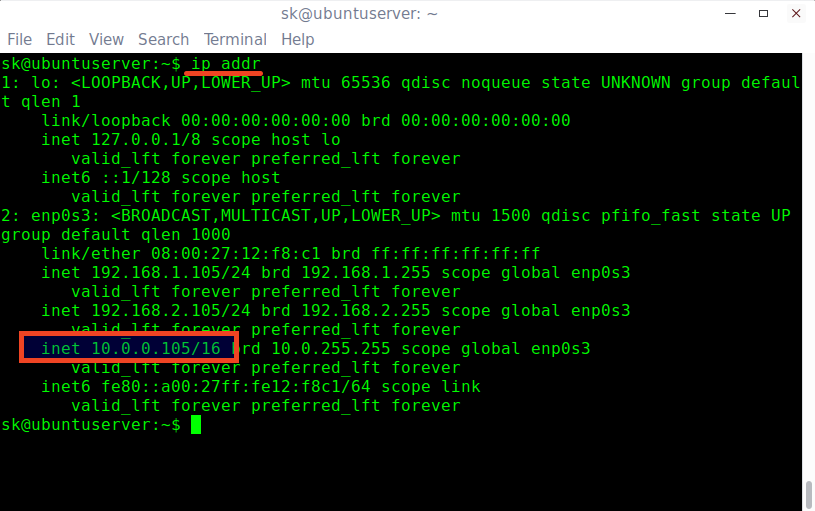 sk@ubuntuserver: ~
File Edit View Search Terminal Help
sk@ubuntuserver:~$ ip addr
1: lo: <LOOPBACK,UP,LOWER_UP> mtu 65536 qdisc noqueue state UNKNOWN group defaul
t qlen 1
    link/loopback 00:00:00:00:00:00 brd 00:00:00:00:00:00
    inet 127.0.0.1/8 scope host lo
       valid_lft forever preferred_lft forever
    inet6 ::1/128 scope host
       valid_lft forever preferred_lft forever
2: enp0s3: <BROADCAST,MULTICAST,UP,LOWER_UP> mtu 1500 qdisc pfifo_fast state UP
group default qlen 1000
    link/ether 08:00:27:12:f8:c1 brd ff:ff:ff:ff:ff:ff
    inet 192.168.1.105/24 brd 192.168.1.255 scope global enp0s3
       valid_lft forever preferred_lft forever
    inet 192.168.2.105/24 brd 192.168.2.255 scope global enp0s3
       valid_lft forever preferred_lft forever
    inet 10.0.0.105/16 brd 10.0.255.255 scope global enp0s3
       valid_lft forever preferred_lft forever
    inet6 fe80::a00:27ff:fe12:f8c1/64 scope link
       valid_lft forever preferred_lft forever
sk@ubuntuserver:~$